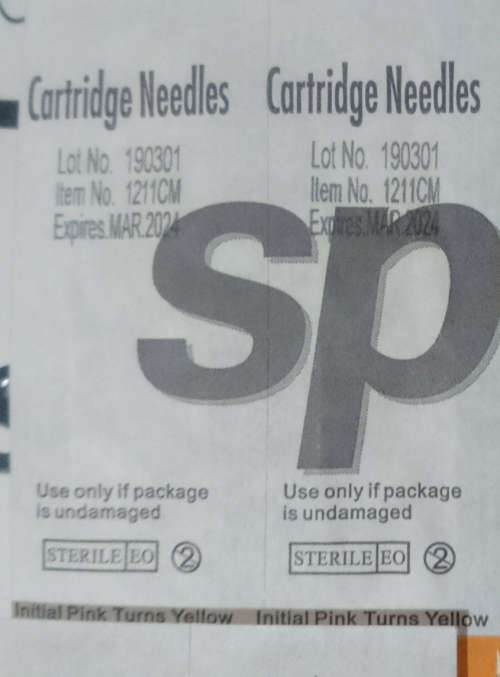 Cartridge Needles Cartridge Needles
Lot No. 190301 Lot No. 190301
Item No. 1211CM Item No. 1211CM
Expires.MAR.2024 Expires.MAR.2024
sp
Use only if package Use only if package
is undamaged is undamaged
STERILE EO 2 STERILE EO 2
Initial Pink Turns Yellow Initial Pink Turns Yellow